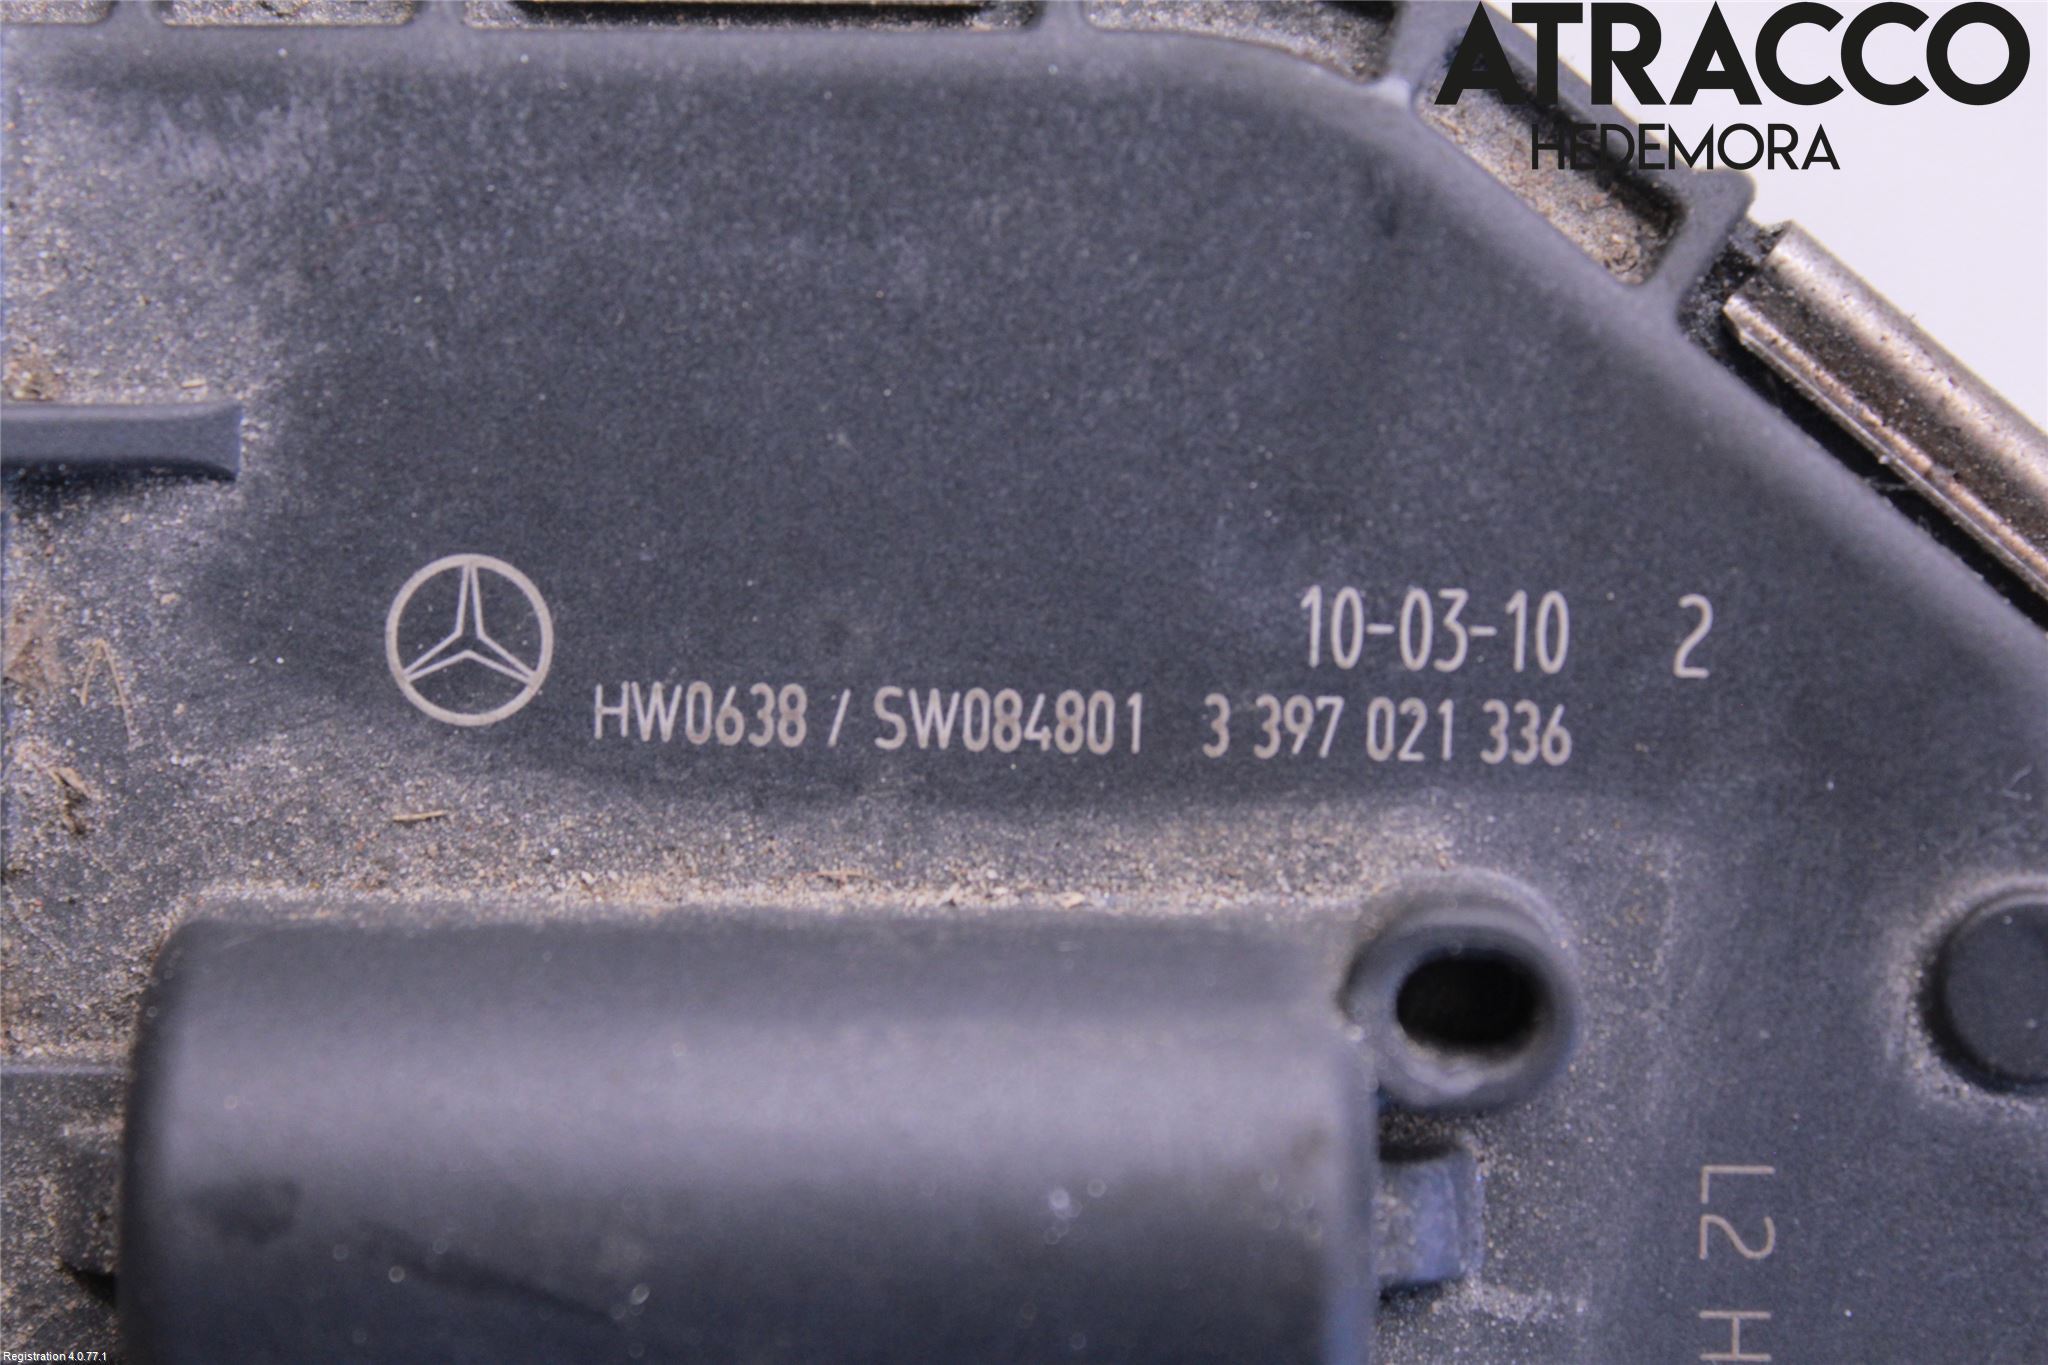 ATRACCO
HEDEMORA
10-03-10 2
HW0638 / SW084801 3 397 021 336
L2 H
Registration 4.0.77.1